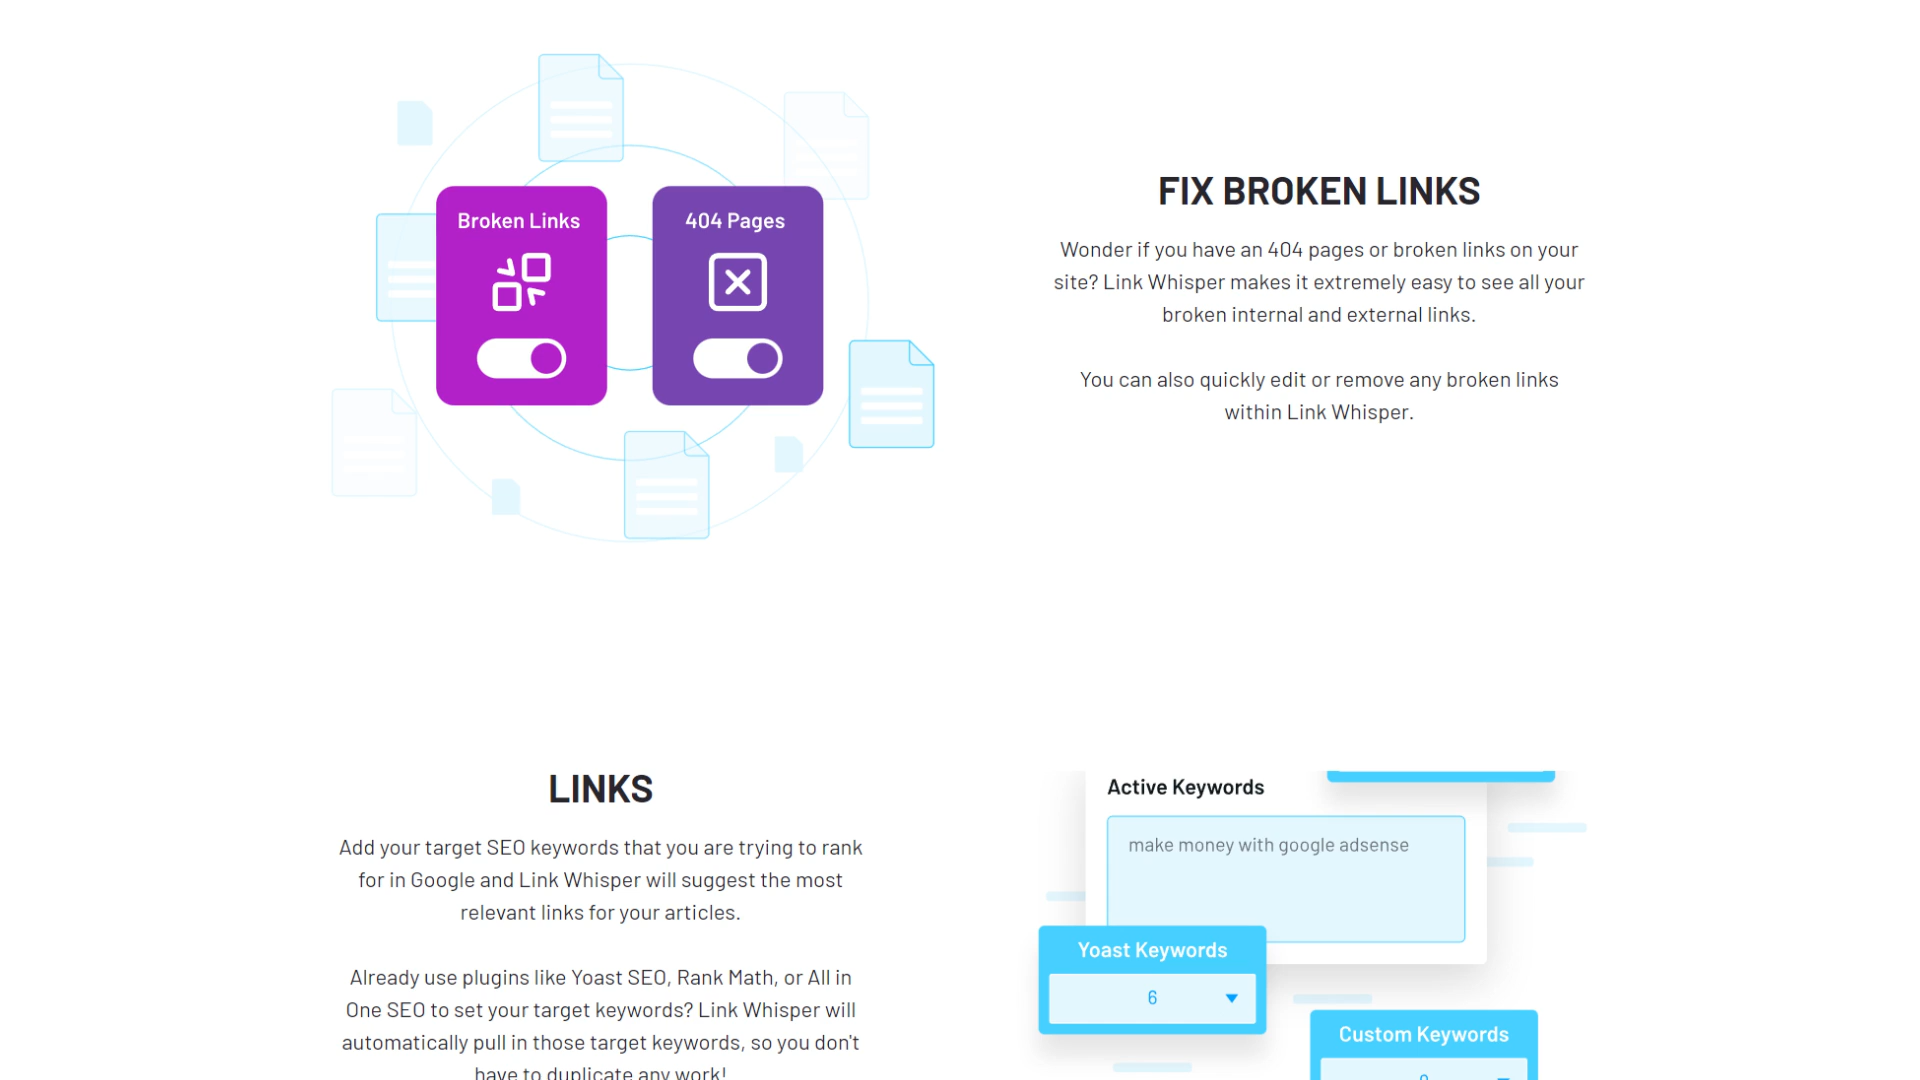 Broken Links
404 Pages
FIX BROKEN LINKS
Wonder if you have an 404 pages or broken links on your
site? Link Whisper makes it extremely easy to see all your
broken internal and external links.
You can also quickly edit or remove any broken links
within Link Whisper.
LINKS
Add your target SEO keywords that you are trying to rank
for in Google and Link Whisper will suggest the most
relevant links for your articles.
Already use plugins like Yoast SEO, Rank Math, or All in
One SEO to set your target keywords? Link Whisper will
automatically pull in those target keywords, so you don't
have to duplicate any work!
Active Keywords
make money with google adsense
Yoast Keywords
6
Custom Keywords